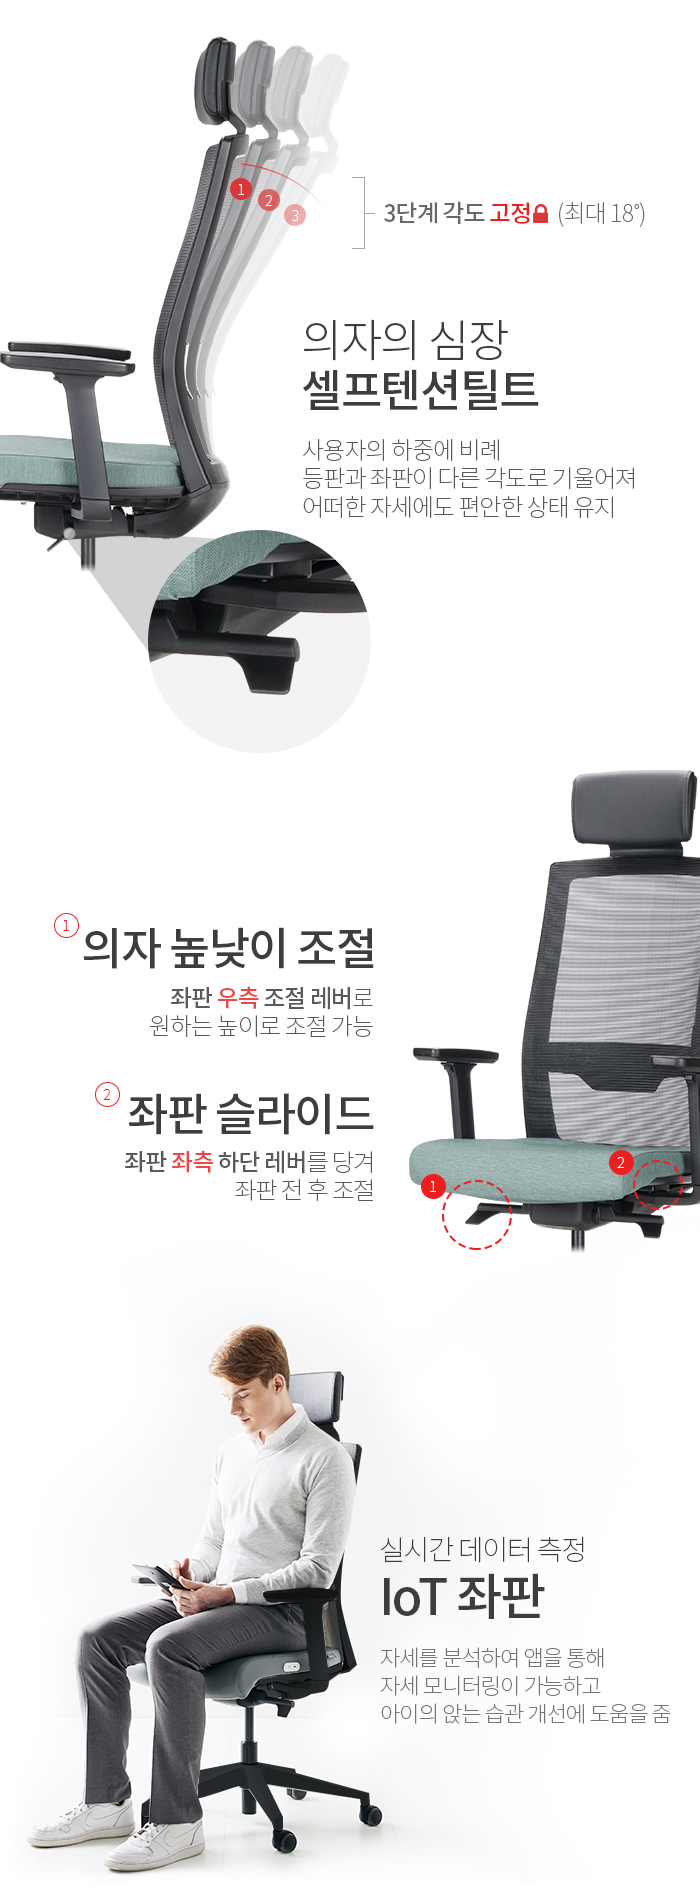 1
2
3
3단계 각도 고정 (최대 18°)
의자의 심장
셀프텐션틸트
사용자의 하중에 비례
등판과 좌판이 다른 각도로 기울어져
어떠한 자세에도 편안한 상태 유지
1
의자 높낮이 조절
좌판 우측 조절 레버로
원하는 높이로 조절 가능
2
좌판 슬라이드
좌판 좌측 하단 레버를 당겨
좌판 전 후 조절
1
2
실시간 데이터 측정
IoT 좌판
자세를 분석하여 앱을 통해
자세 모니터링이 가능하고
아이의 앉는 습관 개선에 도움을 줌